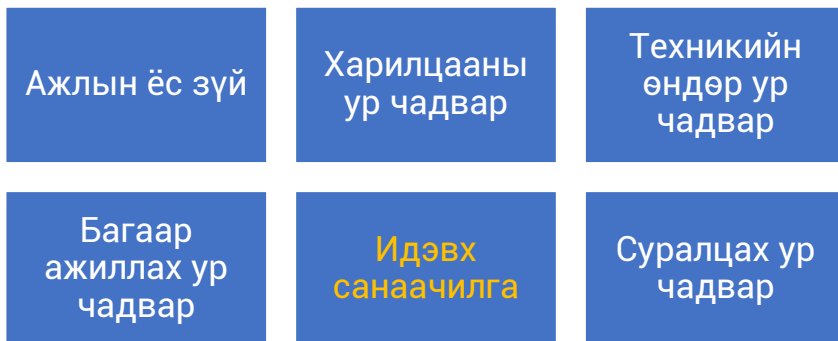 Ажлын ёс зүй
Харилцааны
ур чадвар
Техникийн
өндөр ур
чадвар
Багаар
ажиллах ур
чадвар
Идэвх
санаачилга
Суралцах ур
чадвар